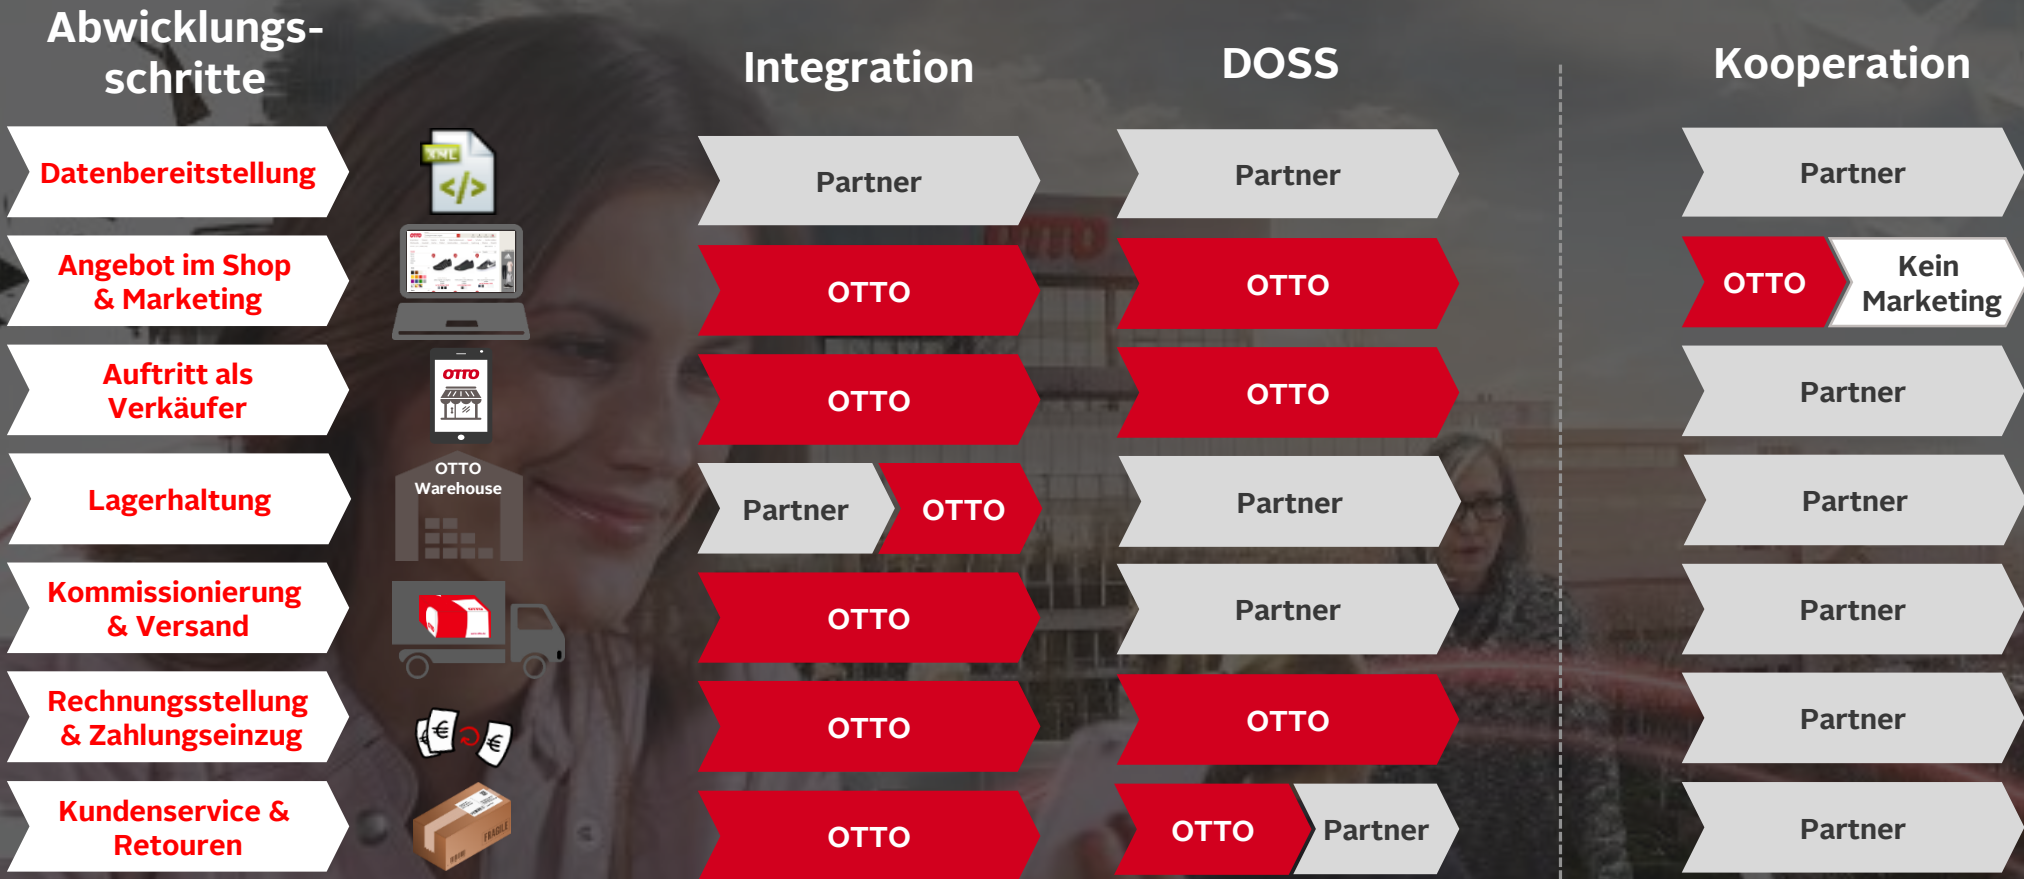 Abwicklungs-
schritte
Integration
DOSS
Kooperation
Datenbereitstellung
XML
</>
Partner
Partner
Partner
Angebot im Shop
& Marketing
OTTO
OTTO
OTTO
OTTO
Kein
Marketing
Auftritt als
Verkäufer
OTTO
OTTO
OTTO
Partner
Lagerhaltung
OTTO
Warehouse
Partner
OTTO
Partner
Partner
Kommissionierung
& Versand
OTTO
Partner
Partner
Rechnungsstellung
& Zahlungseinzug
€
€
OTTO
OTTO
Partner
Kundenservice &
Retouren
FRAGILE
OTTO
OTTO
Partner
Partner